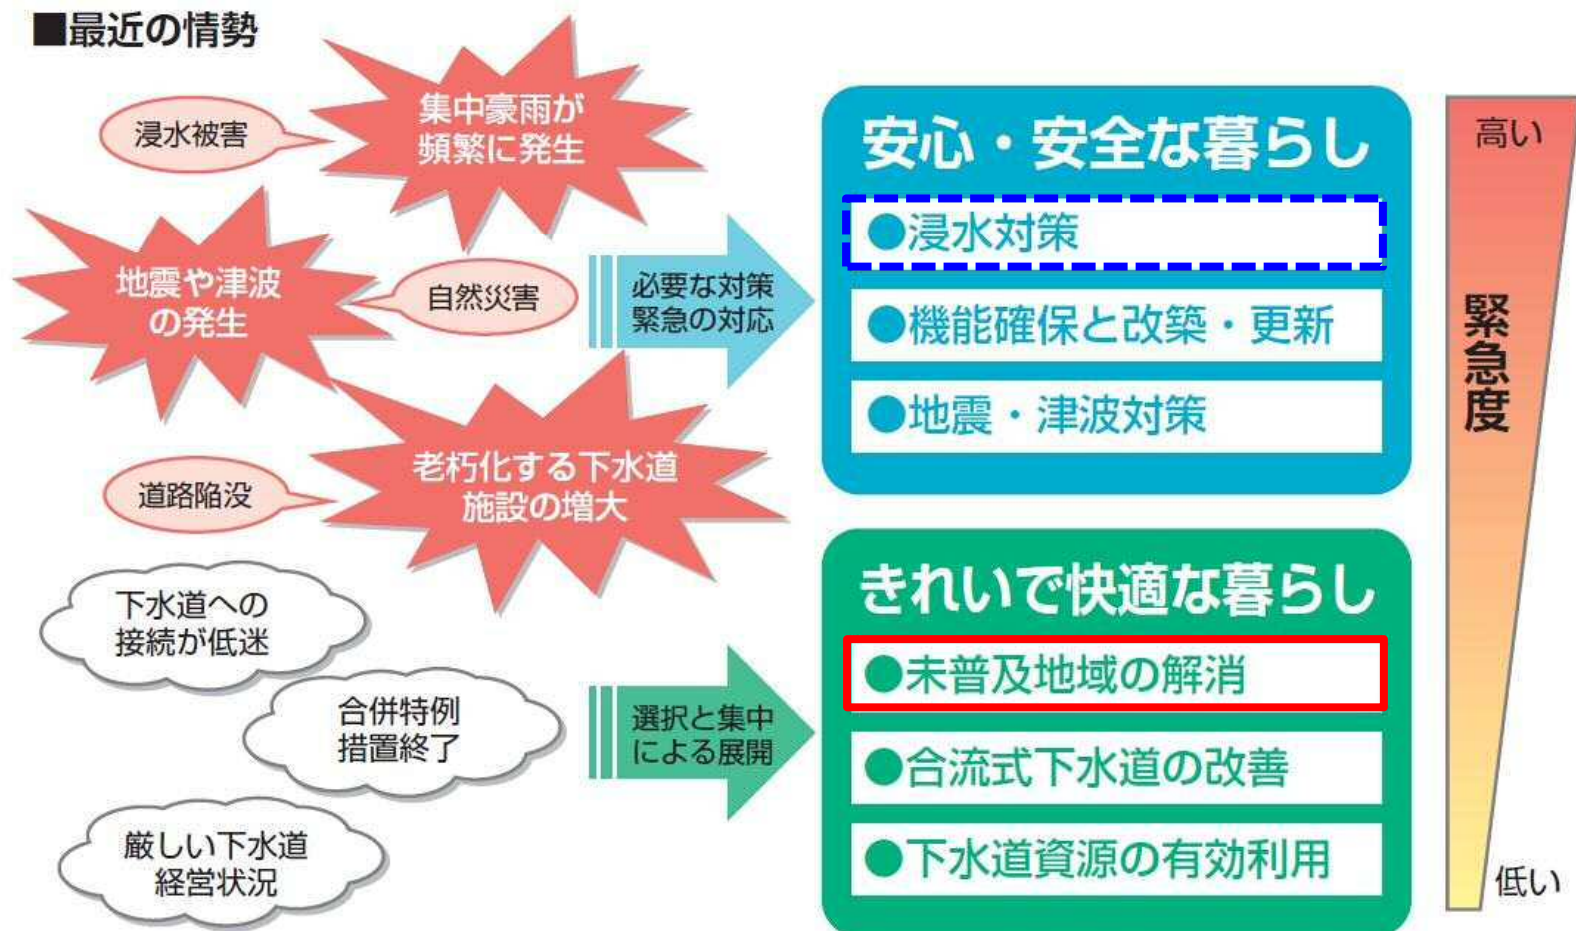 ■最近の情勢
浸水被害
集中豪雨が
頻繁に発生
地震や津波
の発生
自然災害
道路陥没
老朽化する下水道
施設の増大
必要な対策
緊急の対応
安心・安全な暮らし
●浸水対策
●機能確保と改築・更新
●地震・津波対策
下水道への
接続が低迷
合併特例
措置終了
厳しい下水道
経営状況
選択と集中
による展開
きれいで快適な暮らし
●未普及地域の解消
●合流式下水道の改善
●下水道資源の有効利用
高い
緊急度
低い